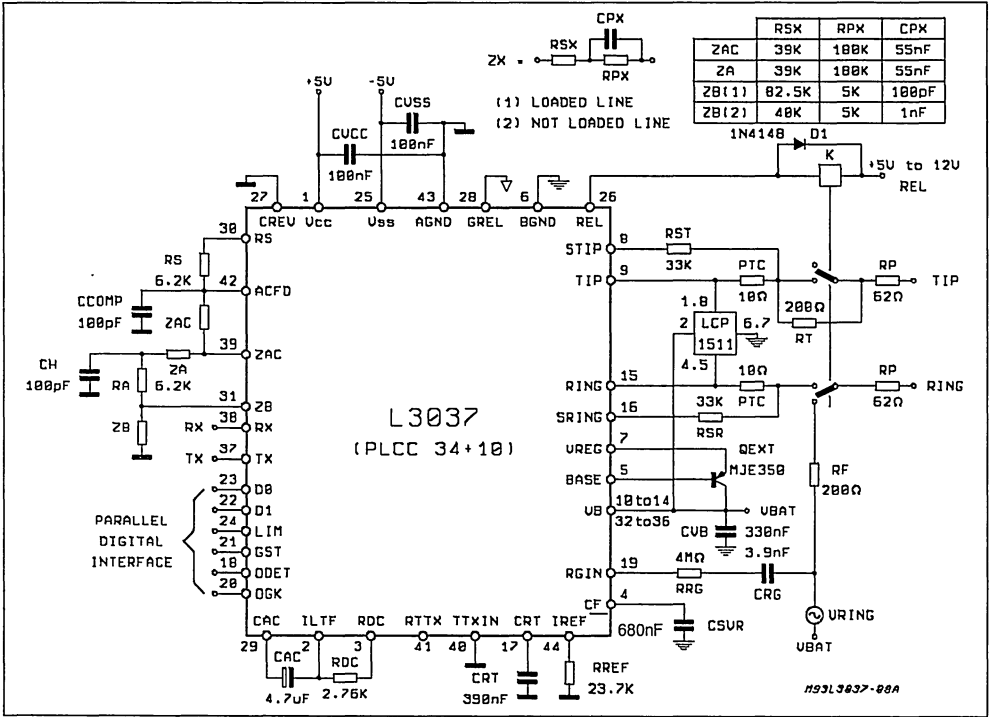 CPX
RSX
ZX =
RPX
(1) LOADED LINE
(2) NOT LOADED LINE
RSX RPX CPX
ZAC 39K 180K 55nF
ZA 39K 180K 55nF
ZB(1) 82.5K 5K 100pF
ZB(2) 40K 5K 1nF
+5V
-5V
CVSS
100nF
CVCC
100nF
1N4148 D1
K
+5V to 12V
REL
27 1 25 43 28 6 26
CREV Vcc Vss AGND GREL BGND REL
30 RS
RS
6.2K
42 ACFD
CCOMP
100pF
ZAC
39 ZAC
CH
100pF
ZA
RA 6.2K
31 ZB
ZB
RX 38 RX
TX 37 TX
23 D0
22 D1
24 LIM
21 GST
18 ODET
20 OGK
PARALLEL
DIGITAL
INTERFACE
L3037
(PLCC 34+10)
STIP 8
RST
33K
TIP 9
PTC
10Ω
RP
62Ω
TIP
200Ω
RT
1.8
2 LCP 6.7
1511
4.5
RING 15
10Ω
PTC
RP
62Ω
RING
SRING 16
33K
RSR
VREG 7
QEXT
MJE350
BASE 5
VB 10to14
32to36
VBAT
CVB 330nF
RF
200Ω
3.9nF
RGIN 19
4MΩ
RRG
CRG
CF 4
680nF CSVR
VRING
VBAT
CAC ILTF RDC RTTX TTXIN CRT IREF
29 2 3 41 40 17 44
CAC
4.7uF
RDC
2.76K
CRT
390nF
RREF
23.7K
M93L3037-08A